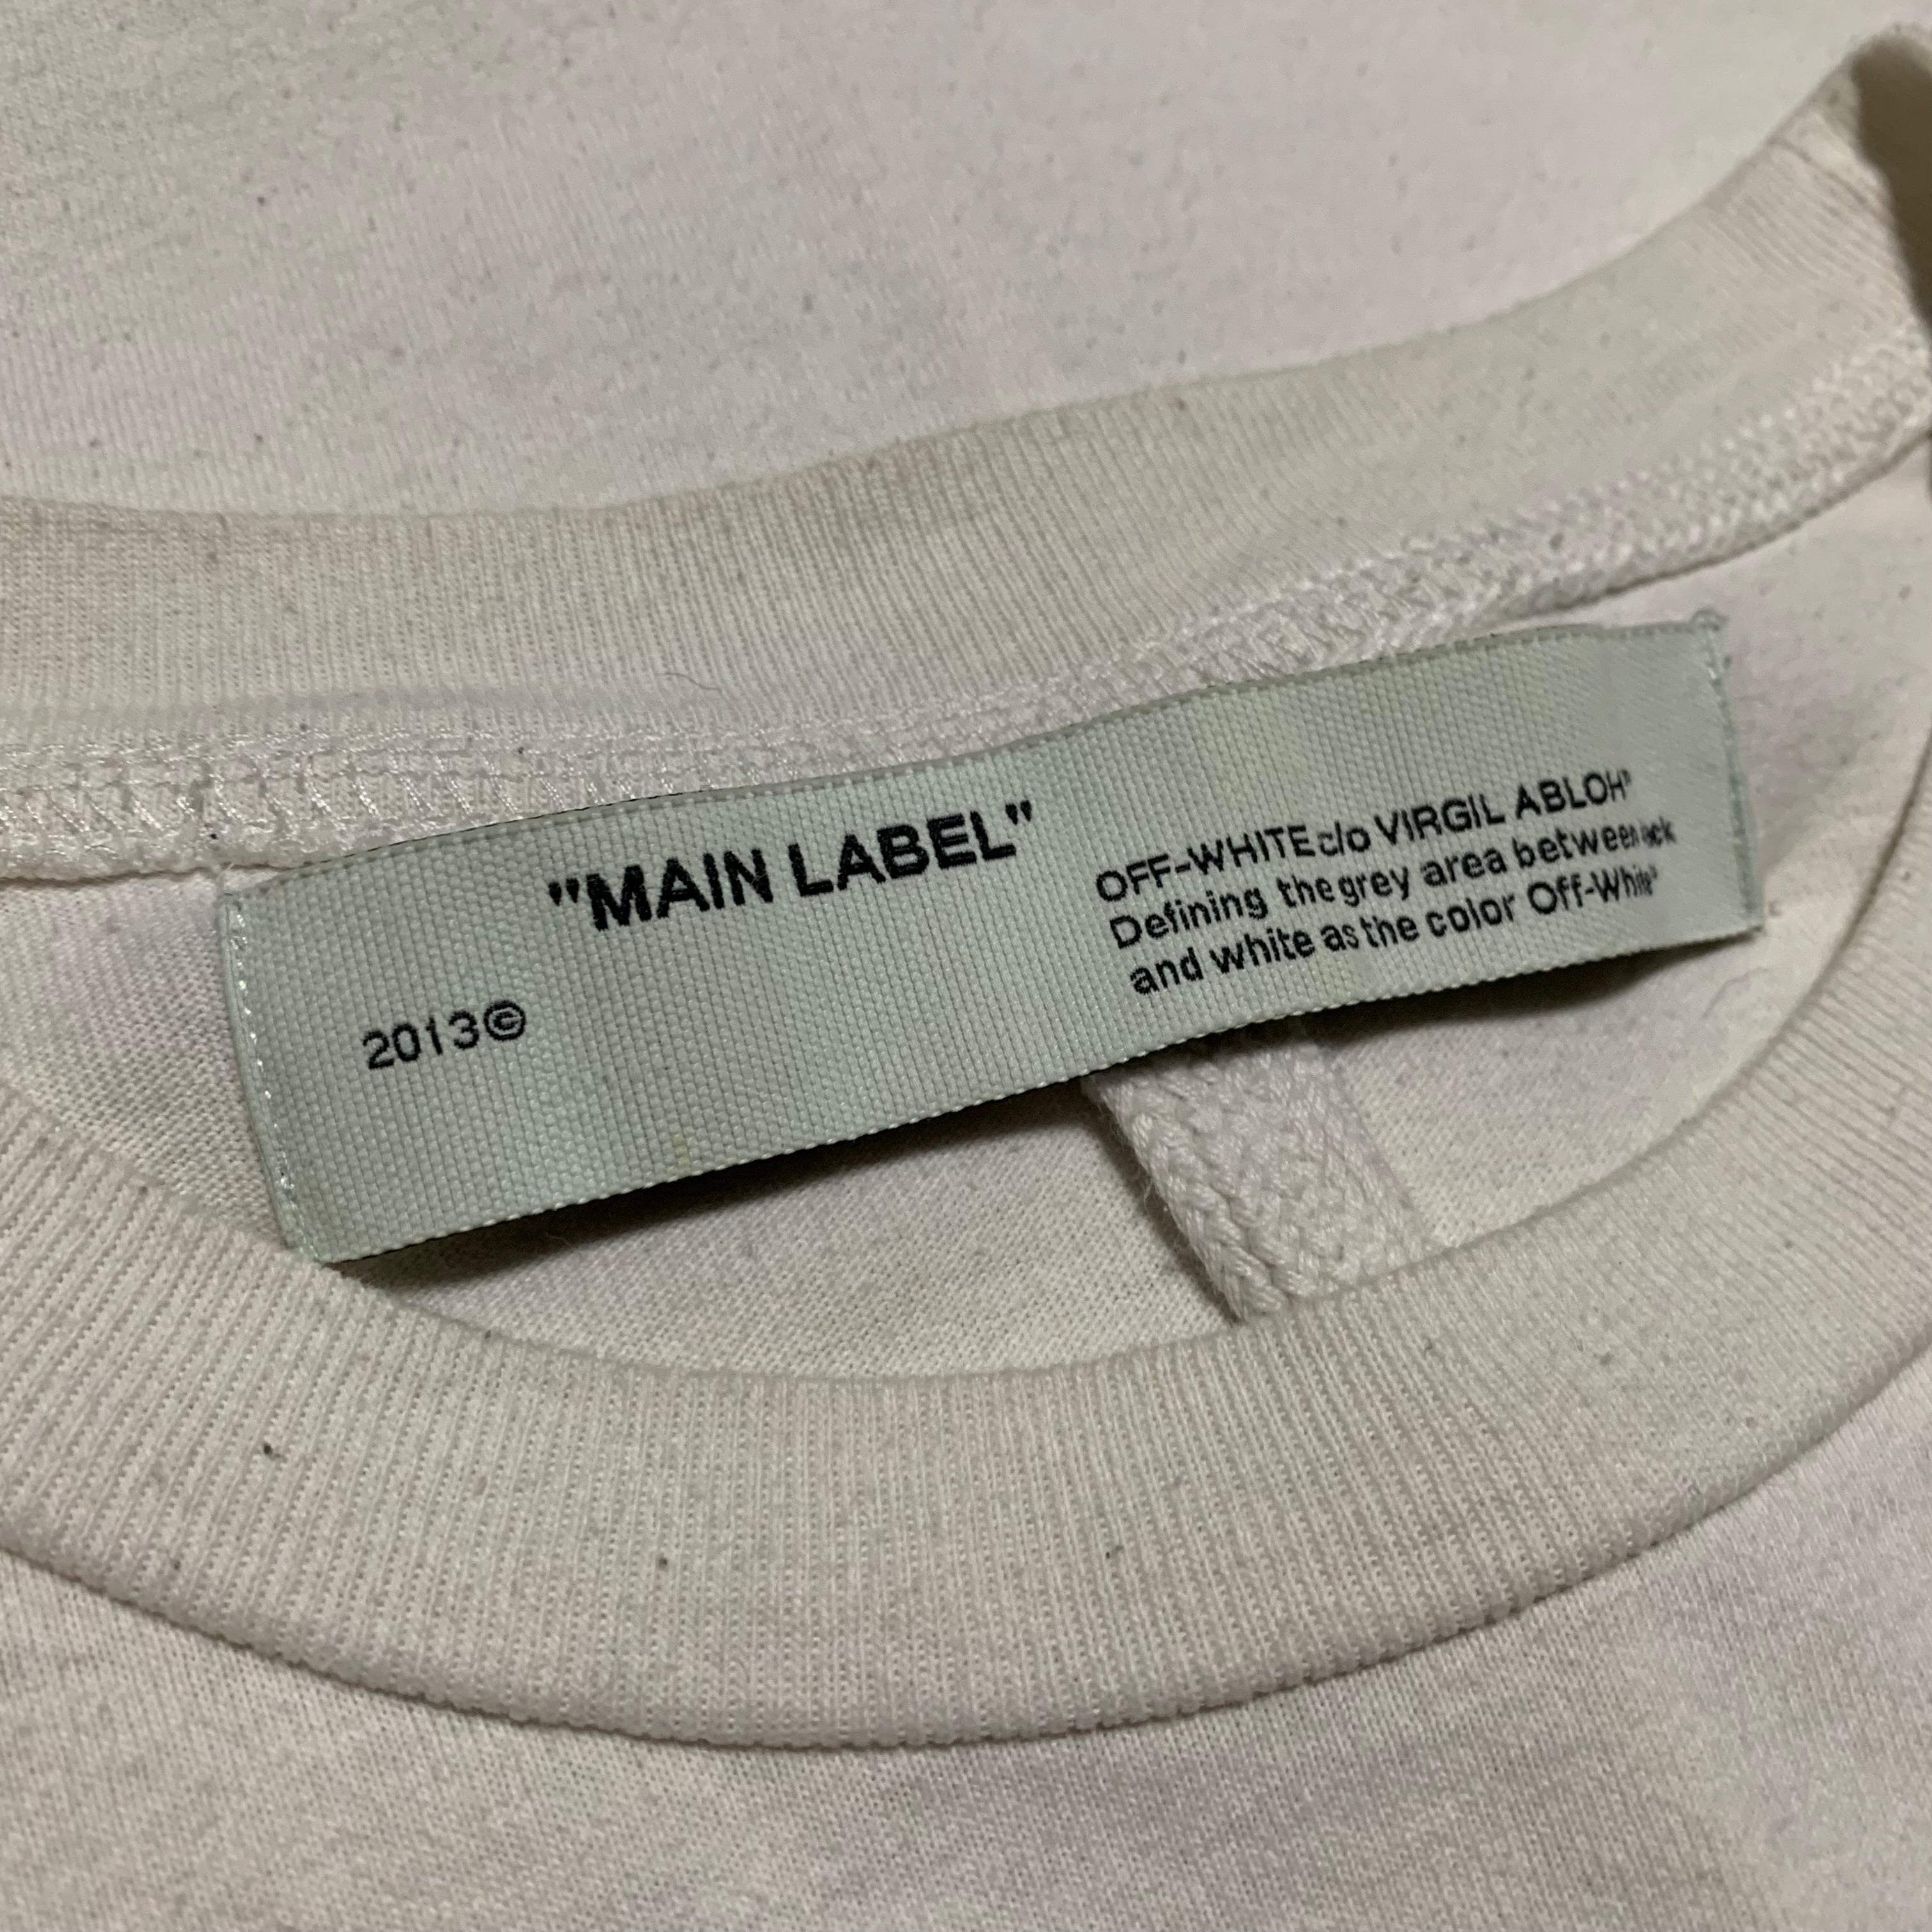 "MAIN LABEL"
2013©
OFF-WHITE c/o VIRGIL ABLOH"
Defining the grey area between
and white as the color Off-White"